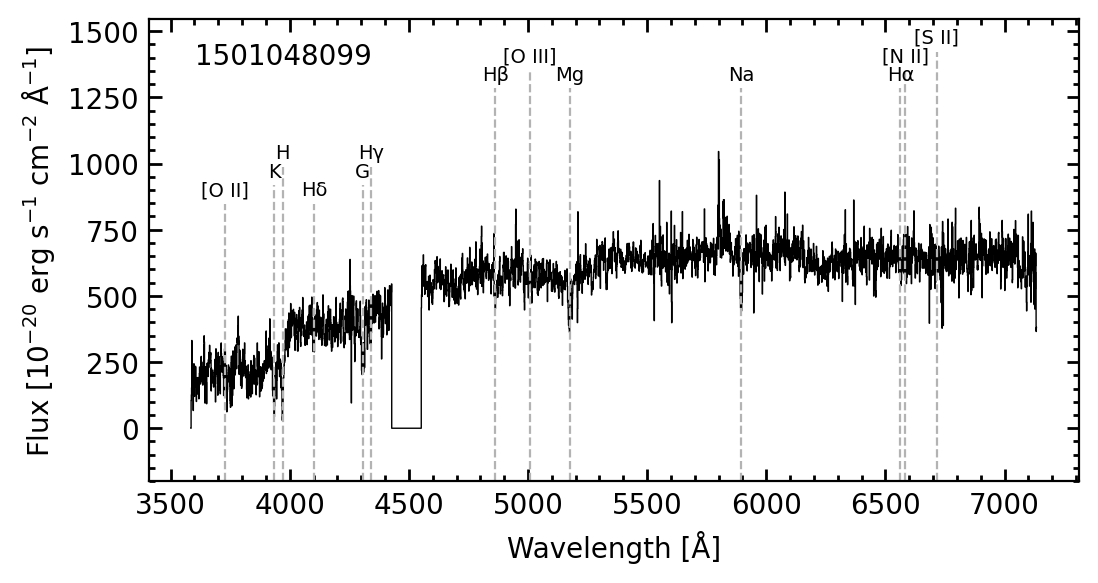 1501048099
[S II]
[O III]
[N II]
Hβ
Mg
Na
Hα
H
Hγ
K
G
[O II]
Hδ
1500
1250
1000
750
500
250
0
Flux [10⁻²⁰ erg s⁻¹ cm⁻² Å⁻¹]
3500 4000 4500 5000 5500 6000 6500 7000
Wavelength [Å]